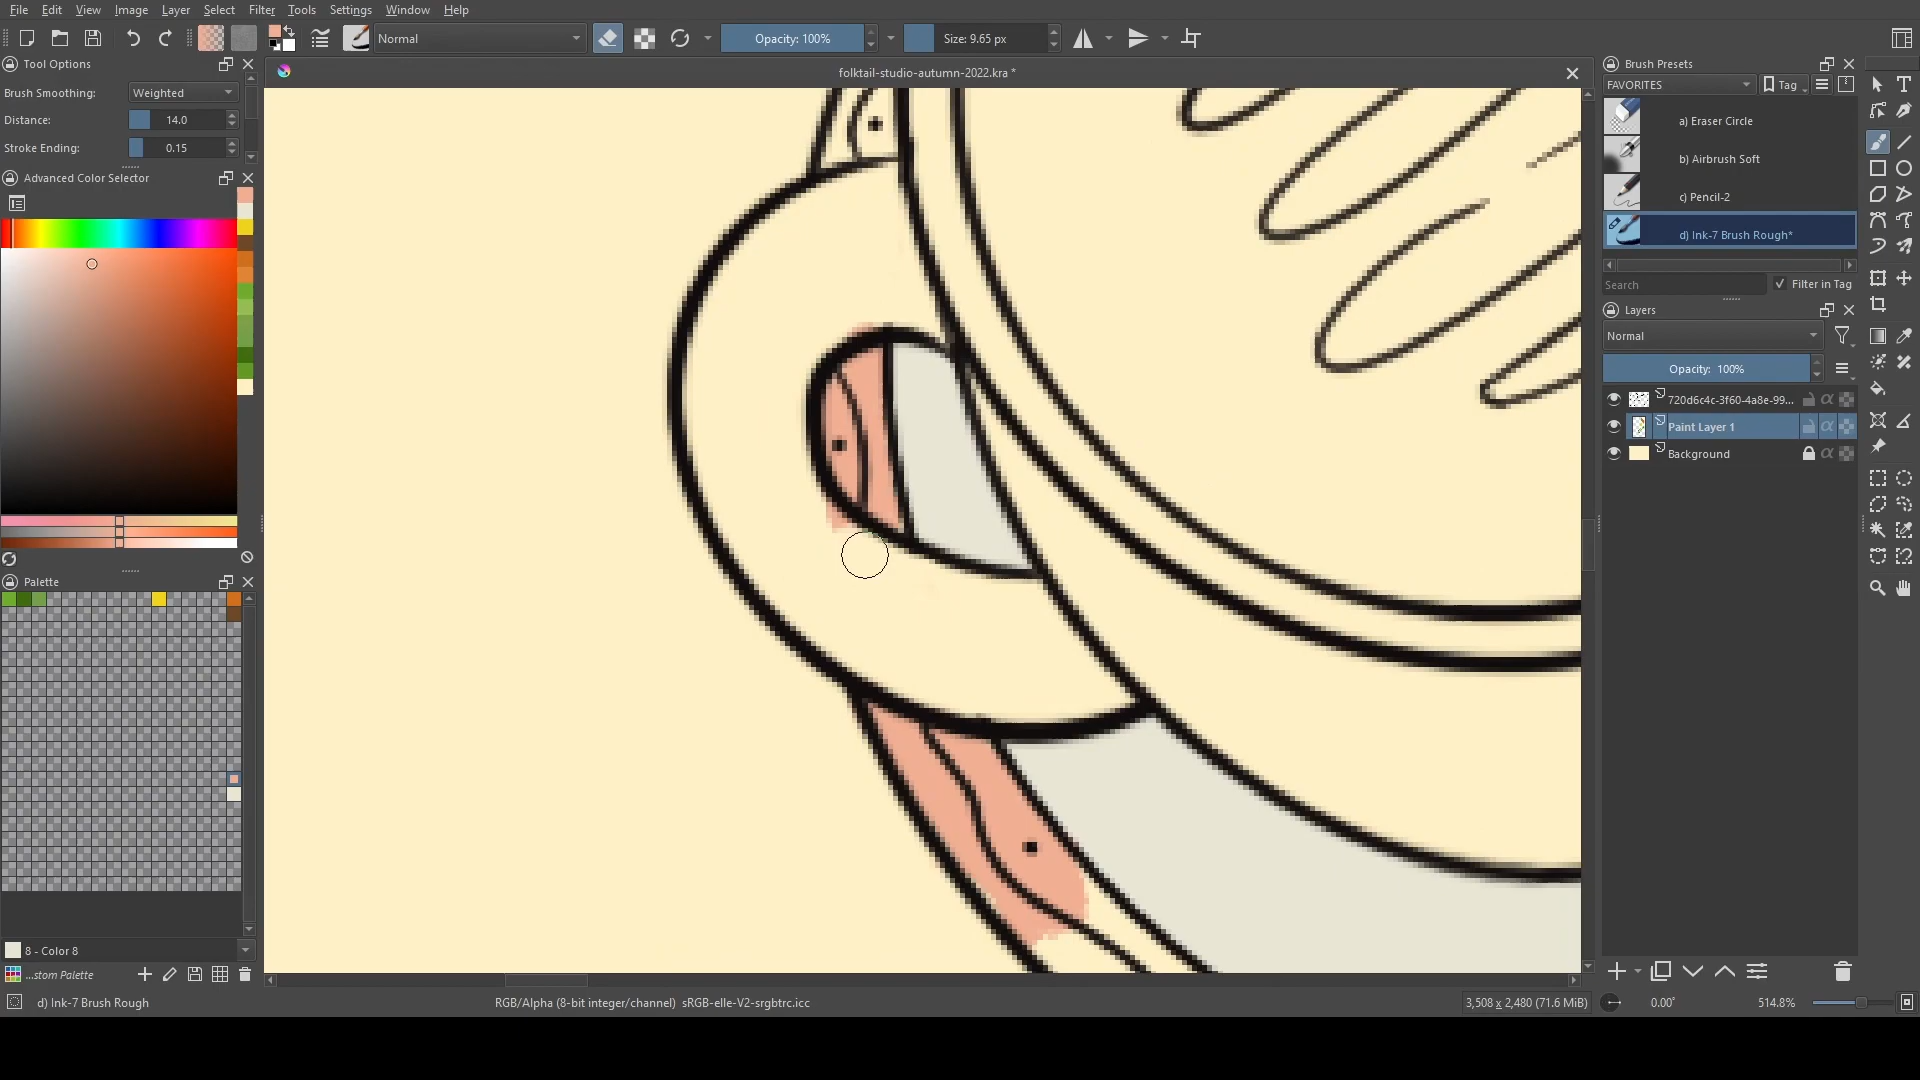 File Edit View Image Layer Select Filter Tools Settings Window Help
Normal
Opacity: 100%
Size: 9.65 px
Tool Options
folktail-studio-autumn-2022.kra *
Brush Presets
Brush Smoothing: Weighted
FAVORITES
Tag
Distance: 14.0
a) Eraser Circle
Stroke Ending: 0.15
b) Airbrush Soft
Advanced Color Selector
c) Pencil-2
d) Ink-7 Brush Rough*
Search
Filter in Tag
Layers
Normal
Opacity: 100%
720d6c4c-3f60-4a8e-99...
Paint Layer 1
Background
Palette
8 - Color 8
...stom Palette
d) Ink-7 Brush Rough
RGB/Alpha (8-bit integer/channel) sRGB-elle-V2-srgbtrc.icc
3,508 x 2,480 (71.6 MiB)
0.00°
514.8%